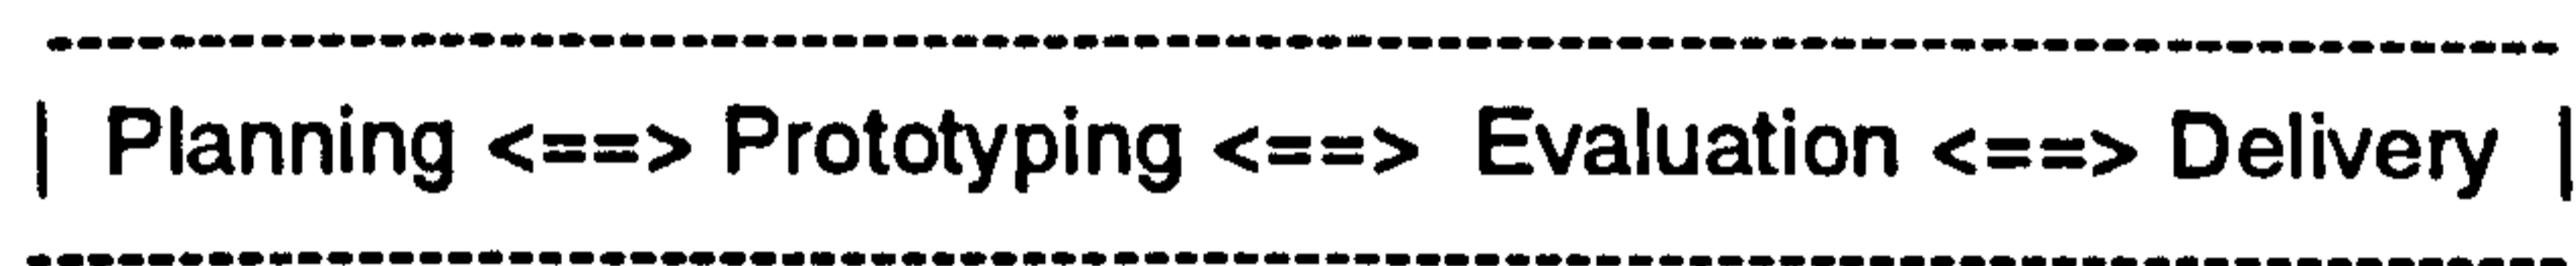 | Planning <==> Prototyping <==> Evaluation <==> Delivery |